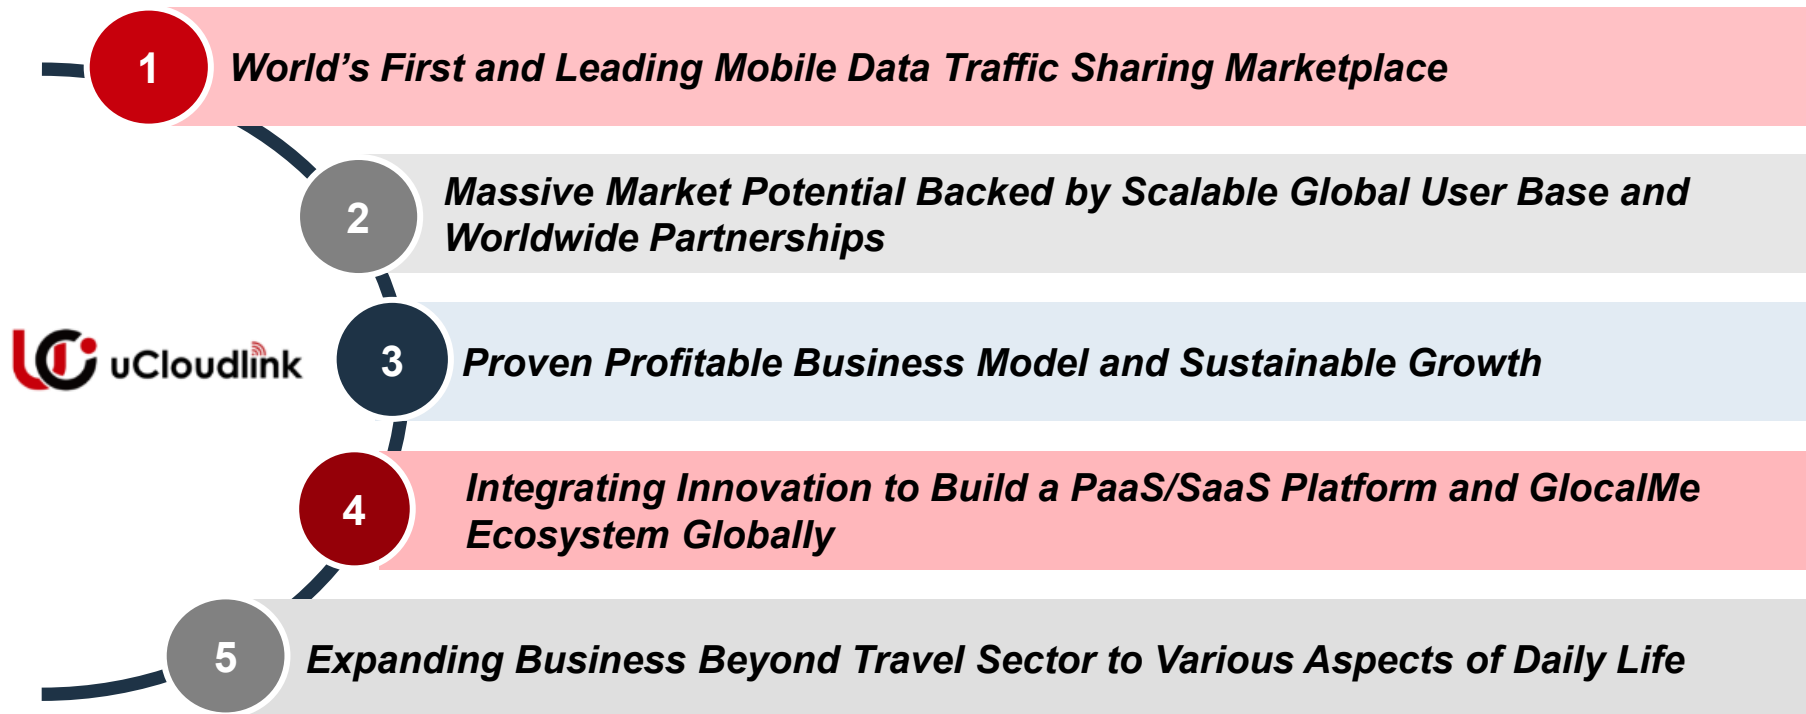 1
World’s First and Leading Mobile Data Traffic Sharing Marketplace
2
Massive Market Potential Backed by Scalable Global User Base and
Worldwide Partnerships
uCloudlink
3
Proven Profitable Business Model and Sustainable Growth
4
Integrating Innovation to Build a PaaS/SaaS Platform and GlocalMe
Ecosystem Globally
5
Expanding Business Beyond Travel Sector to Various Aspects of Daily Life